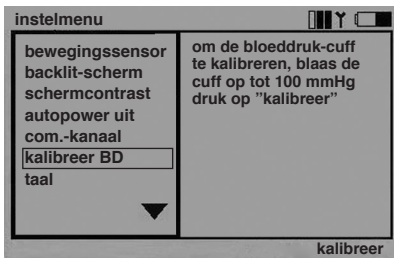 instelmenu
bewegingssensor
backlit-scherm
schermcontrast
autopower uit
com.-kanaal
kalibreer BD
taal
om de bloeddruk-cuff
te kalibreren, blaas de
cuff op tot 100 mmHg
druk op ”kalibreer”
kalibreer